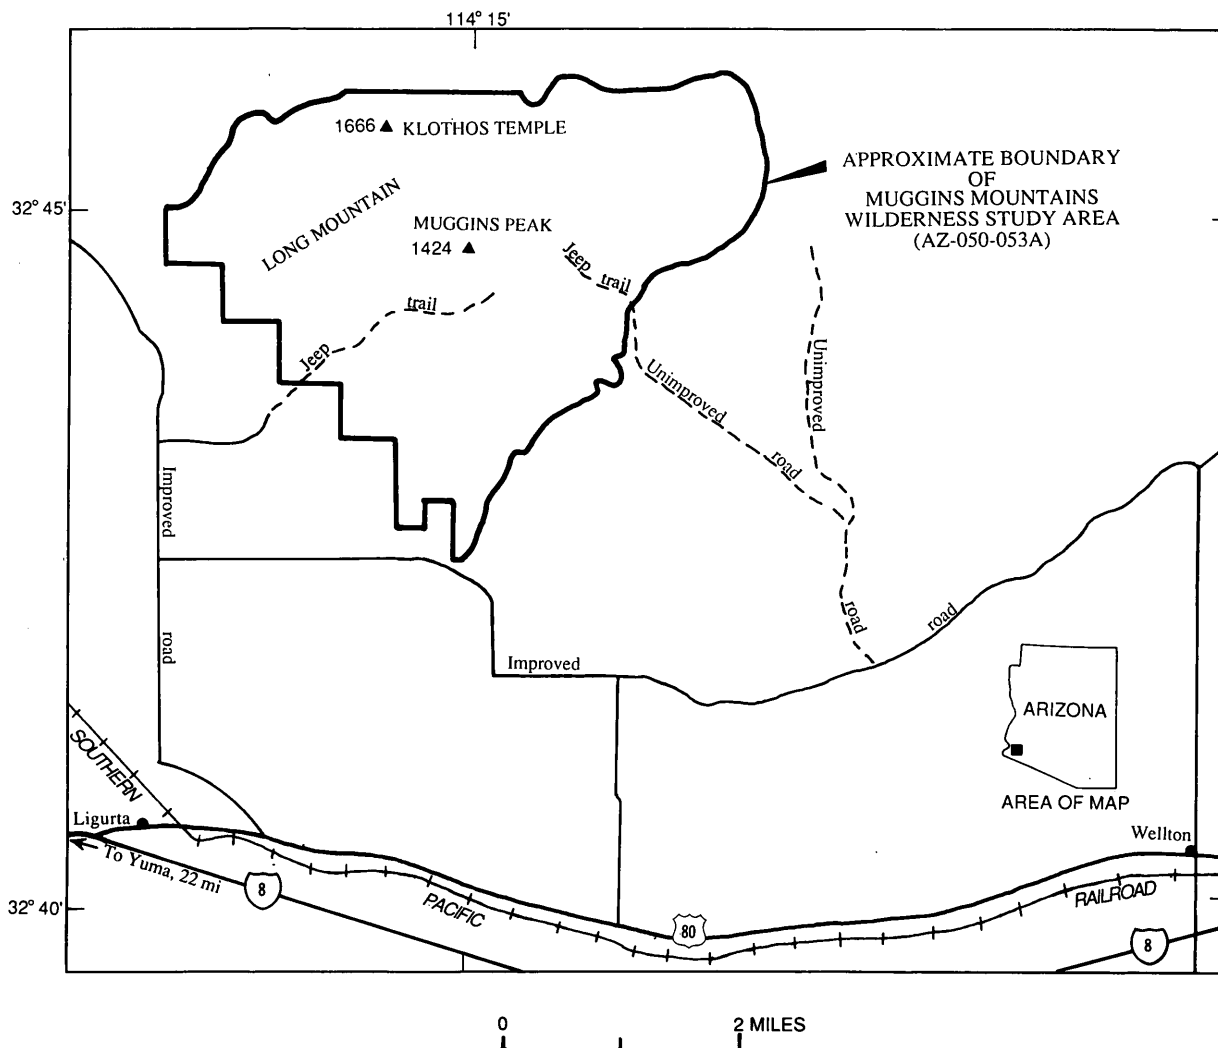 114° 15'
1666 KLOTHOS TEMPLE
APPROXIMATE BOUNDARY
OF
MUGGINS MOUNTAINS
WILDERNESS STUDY AREA
(AZ-050-053A)
32° 45'
LONG MOUNTAIN
MUGGINS PEAK
1424
Jeep trail
Jeep trail
Unimproved road
Unimproved
road
Improved
road
Improved
road
ARIZONA
AREA OF MAP
SOUTHERN
Ligurta
Wellton
To Yuma, 22 mi
8
PACIFIC
80
RAILROAD
8
32° 40'
0
2 MILES